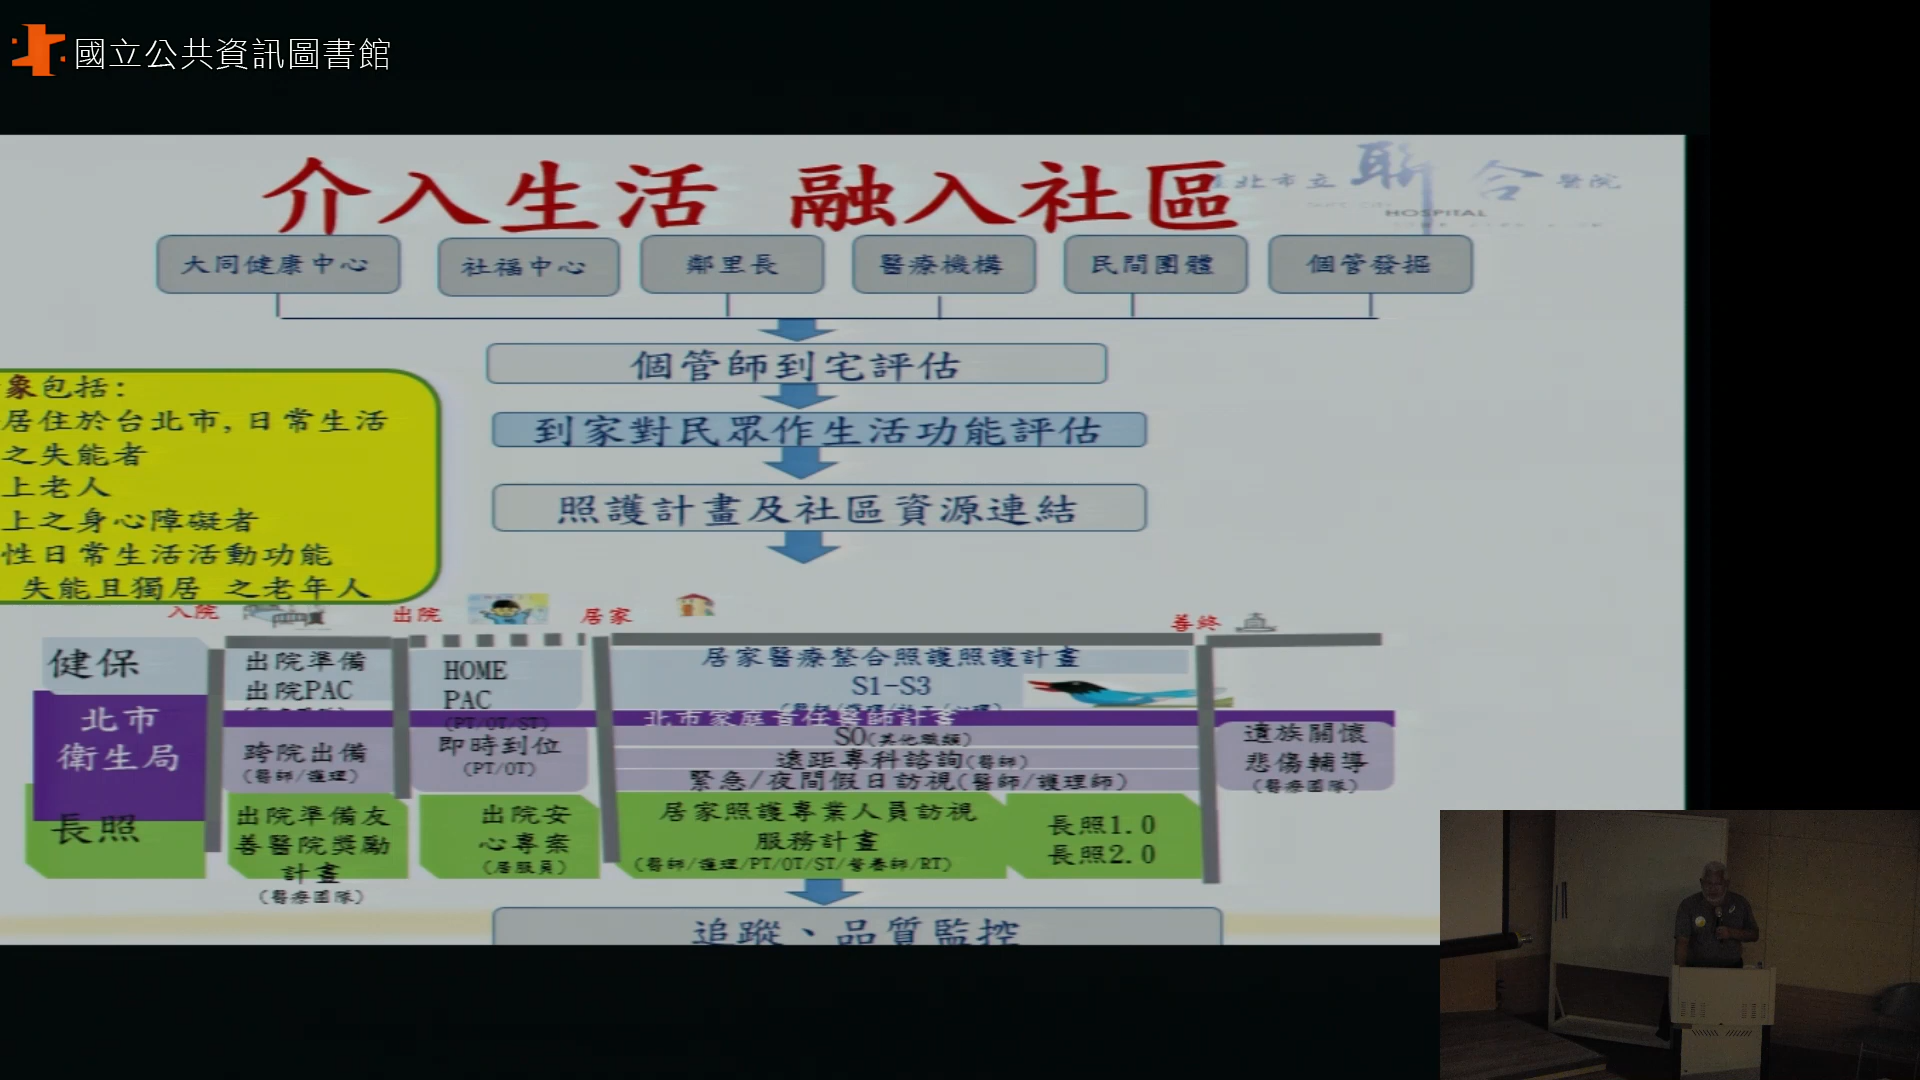 國立公共資訊圖書館
介入生活 融入社區
北市立 聯合醫院
HOSPITAL
大同健康中心
社福中心
鄰里長
醫療機構
民間團體
個管發掘
個管師到宅評估
到家對民眾作生活功能評估
照護計畫及社區資源連結
象包括:
居住於台北市, 日常生活
之失能者
上老人
上之身心障礙者
性日常生活活動功能
失能且獨居 之老年人
入院
出院
居家
善終
健保
出院準備
出院PAC
HOME
PAC
(PT/OT/ST)
居家醫療整合照護照護計畫
S1-S3
北市
衛生局
跨院出備
(醫師/護理)
即時到位
(PT/OT)
北市家庭責任醫師計畫
S0(其他職類)
遠距專科諮詢(醫師)
緊急/夜間假日訪視(醫師/護理師)
遺族關懷
悲傷輔導
(醫療團隊)
長照
出院準備友
善醫院獎勵
計畫
(醫療團隊)
出院安
心專案
(居服員)
居家照護專業人員訪視
服務計畫
(醫師/護理/PT/OT/ST/營養師/RT)
長照1.0
長照2.0
追蹤、品質監控